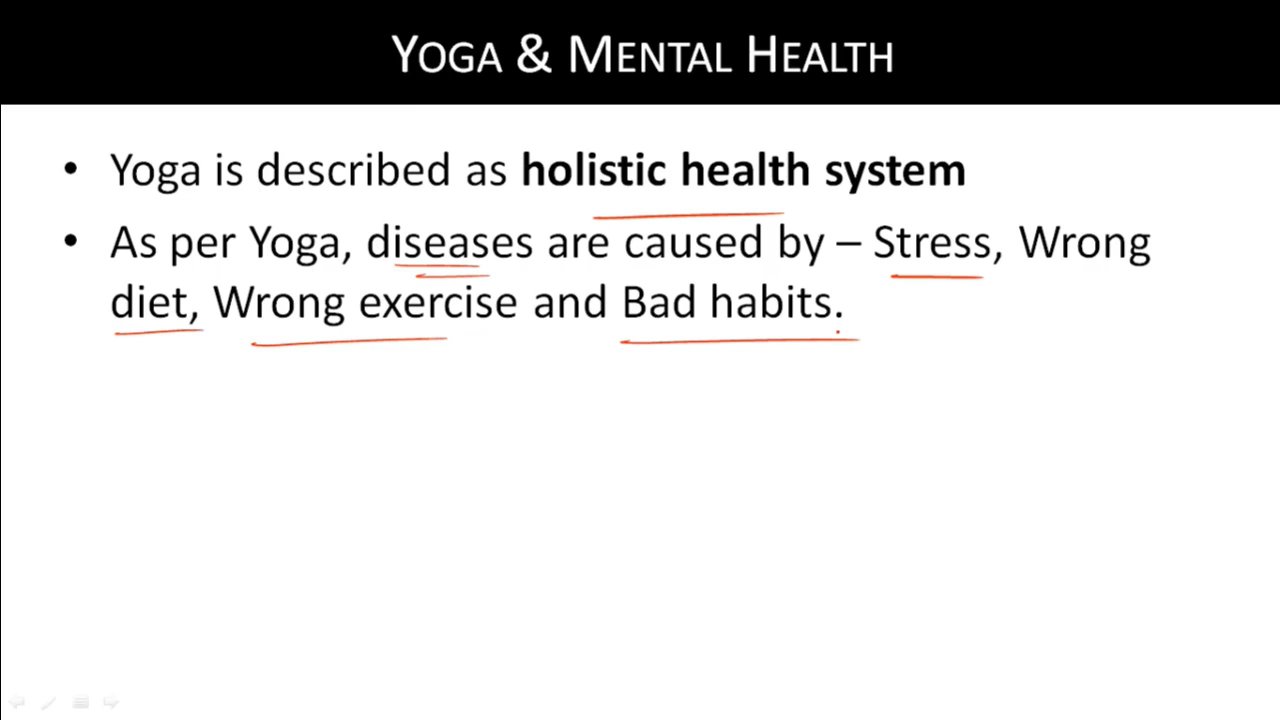 YOGA & MENTAL HEALTH
• Yoga is described as holistic health system
• As per Yoga, diseases are caused by – Stress, Wrong
diet, Wrong exercise and Bad habits.